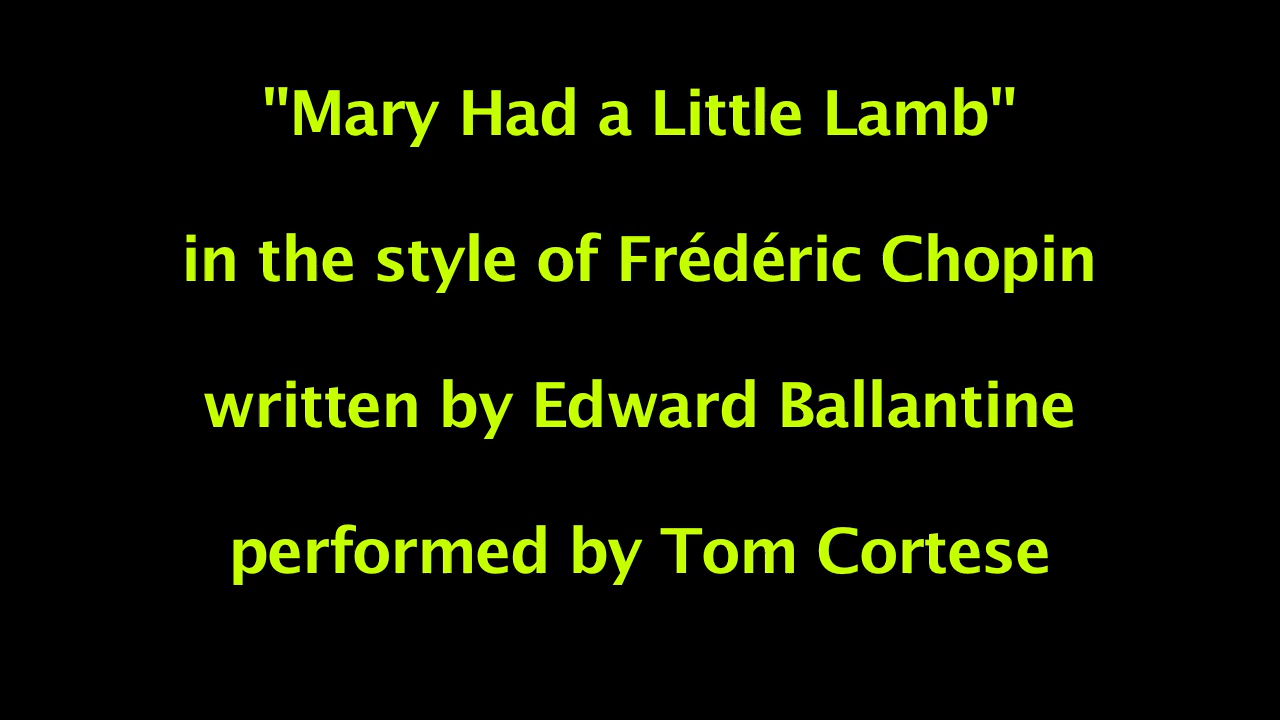 "Mary Had a Little Lamb"
in the style of Frédéric Chopin
written by Edward Ballantine
performed by Tom Cortese